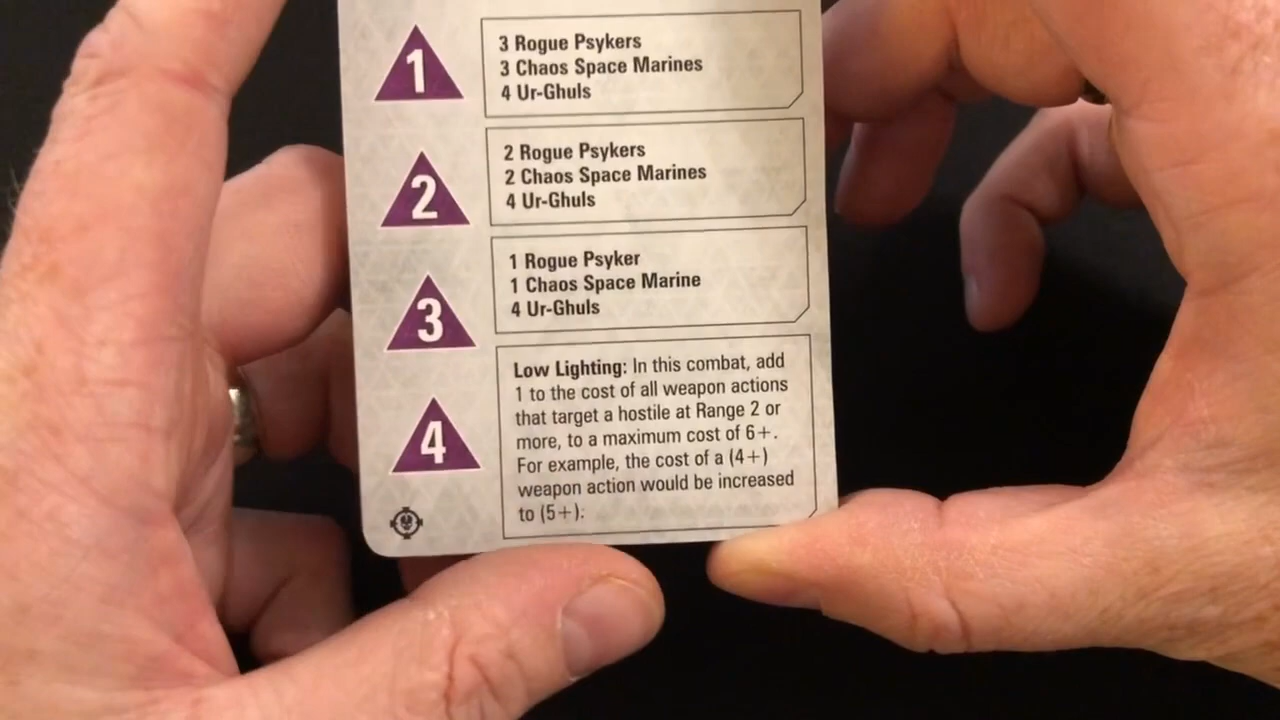 1
3 Rogue Psykers
3 Chaos Space Marines
4 Ur-Ghuls
2
2 Rogue Psykers
2 Chaos Space Marines
4 Ur-Ghuls
3
1 Rogue Psyker
1 Chaos Space Marine
4 Ur-Ghuls
4
Low Lighting: In this combat, add
1 to the cost of all weapon actions
that target a hostile at Range 2 or
more, to a maximum cost of 6+.
For example, the cost of a (4+)
weapon action would be increased
to (5+).